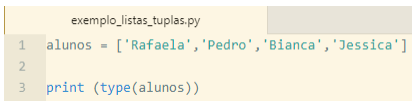 exemplo_listas_tuplas.py
1 alunos = ['Rafaela','Pedro','Bianca','Jessica']
2
3 print (type(alunos))